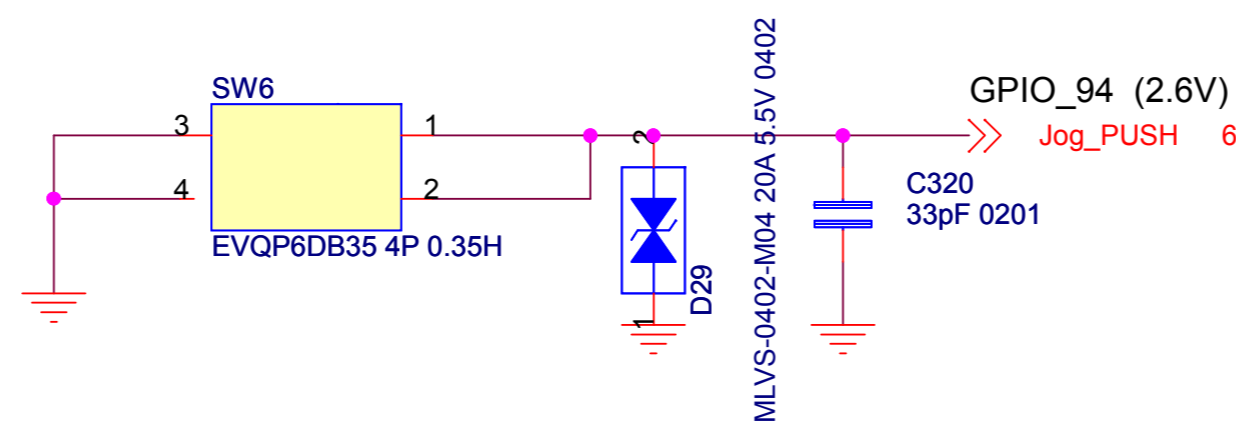 SW6
3
1
4
2
EVQP6DB35 4P 0.35H
2
1
D29
MLVS-0402-M04 20A 5.5V 0402
GPIO_94 (2.6V)
Jog_PUSH 6
C320
33pF 0201